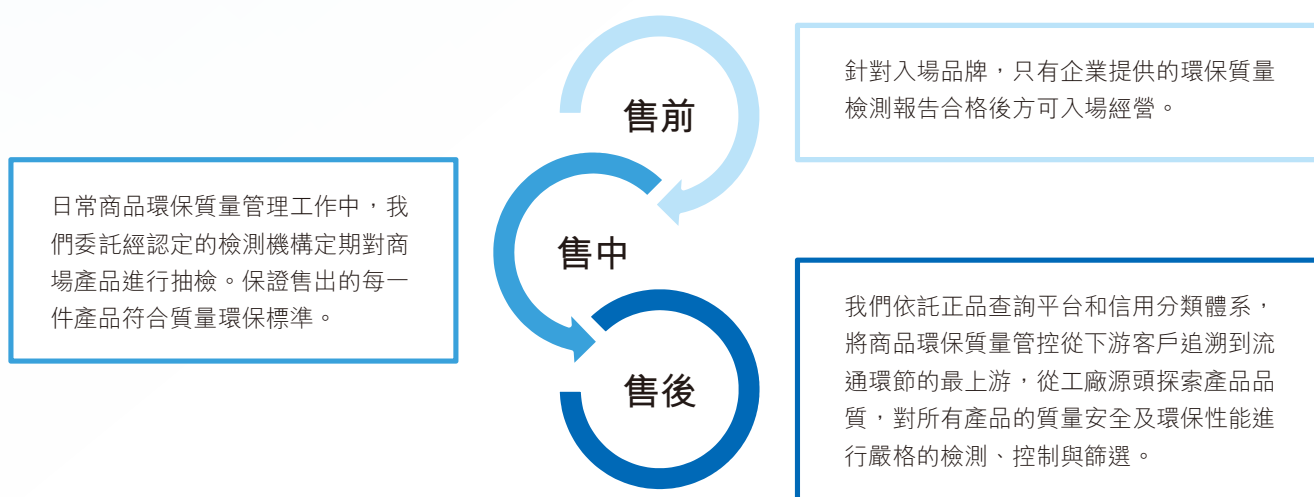 售前
針對入場品牌，只有企業提供的環保質量
檢測報告合格後方可入場經營。
售中
日常商品環保質量管理工作中，我
們委託經認定的檢測機構定期對商
場產品進行抽檢。保證售出的每一
件產品符合質量環保標準。
售後
我們依託正品查詢平台和信用分類體系，
將商品環保質量管控從下游客戶追溯到流
通環節的最上游，從工廠源頭探索產品品
質，對所有產品的質量安全及環保性能進
行嚴格的檢測、控制與篩選。